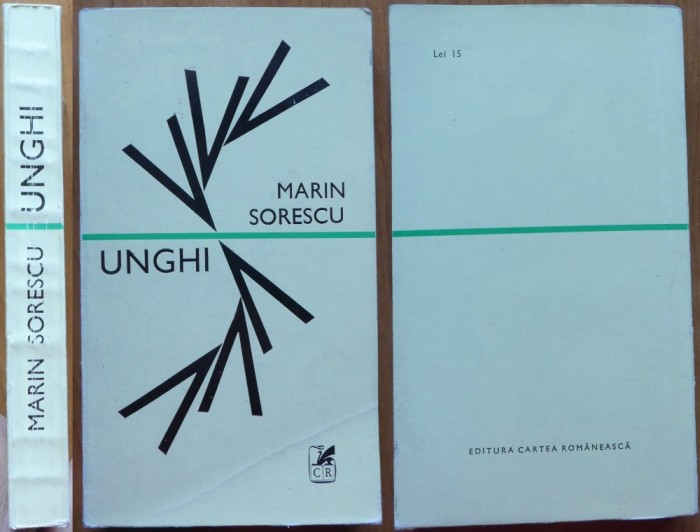 MARIN SORESCU UNGHI
MARIN
SORESCU
UNGHI
CR
Lei 15
EDITURA CARTEA ROMÂNEASCĂ